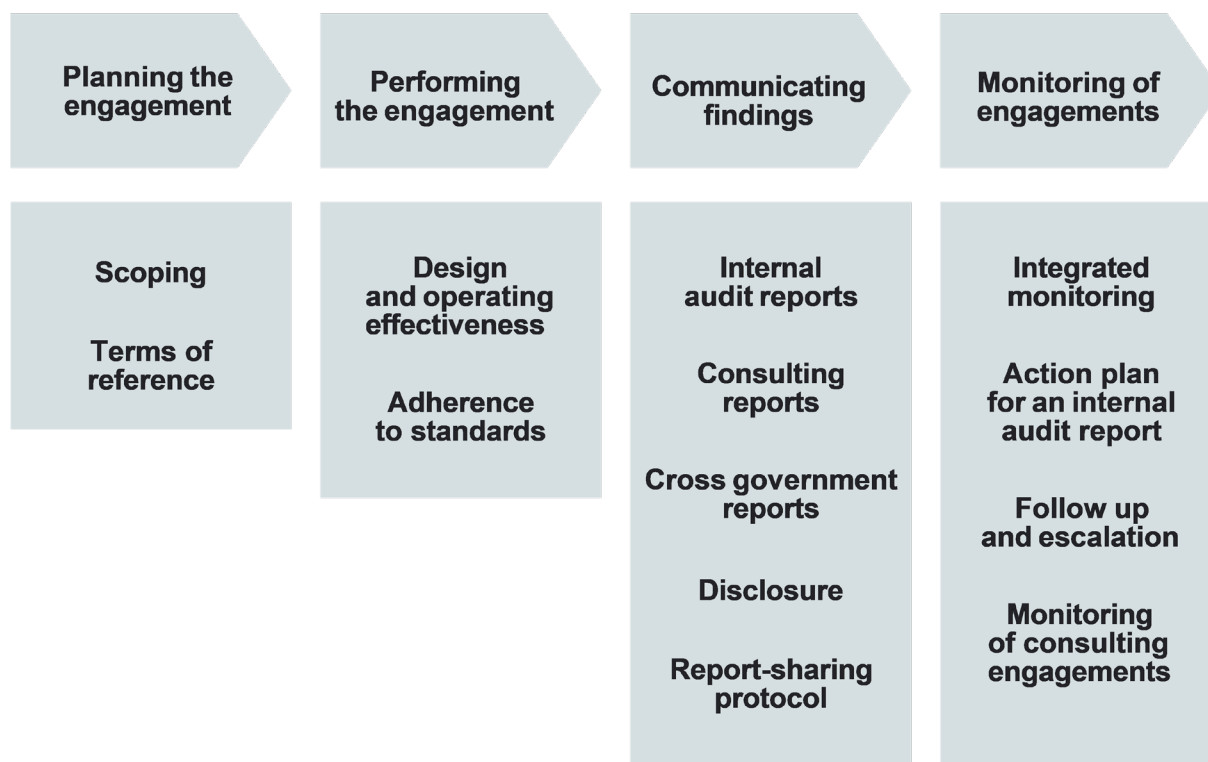 Planning the
engagement
Performing
the engagement
Communicating
findings
Monitoring of
engagements
Scoping
Terms of
reference
Design
and operating
effectiveness
Adherence
to standards
Internal
audit reports
Consulting
reports
Cross government
reports
Disclosure
Report-sharing
protocol
Integrated
monitoring
Action plan
for an internal
audit report
Follow up
and escalation
Monitoring
of consulting
engagements